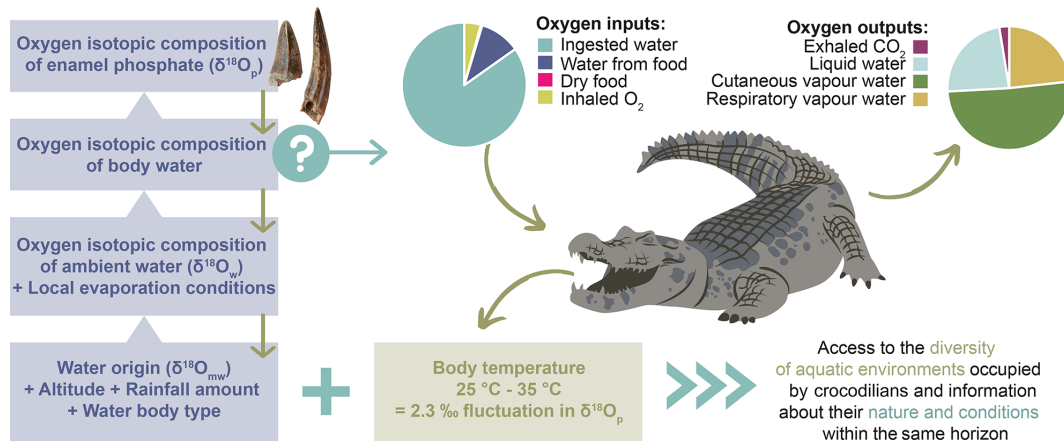 Oxygen isotopic composition
of enamel phosphate (δ¹⁸Oₚ)
Oxygen isotopic composition
of body water
?
Oxygen isotopic composition
of ambient water (δ¹⁸O_w)
+ Local evaporation conditions
Water origin (δ¹⁸O_mw)
+ Altitude + Rainfall amount
+ Water body type
Oxygen inputs:
Ingested water
Water from food
Dry food
Inhaled O₂
Oxygen outputs:
Exhaled CO₂
Liquid water
Cutaneous vapour water
Respiratory vapour water
+
Body temperature
25 °C - 35 °C
= 2.3 ‰ fluctuation in δ¹⁸Oₚ
Access to the diversity
of aquatic environments occupied
by crocodilians and information
about their nature and conditions
within the same horizon